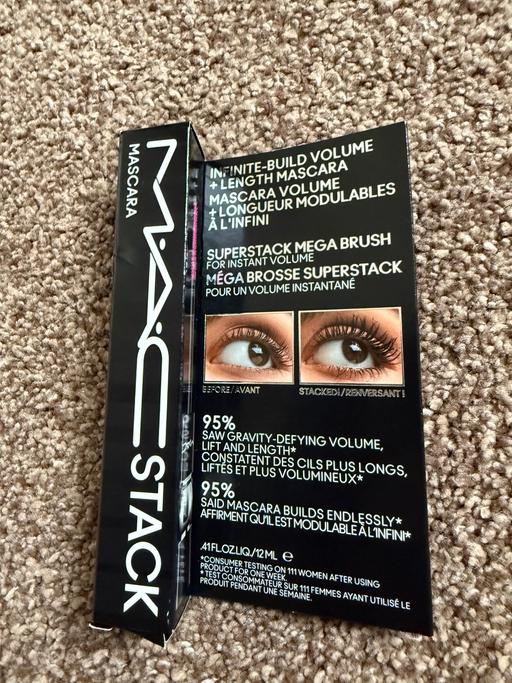 MASCARA
MAC STACK
INFINITE-BUILD VOLUME
+ LENGTH MASCARA
MASCARA VOLUME
+ LONGUEUR MODULABLES
À L'INFINI
SUPERSTACK MEGA BRUSH
FOR INSTANT VOLUME
MÉGA BROSSE SUPERSTACK
POUR UN VOLUME INSTANTANÉ
BEFORE/AVANT
STACKED!/RENVERSANT!
95%
SAW GRAVITY-DEFYING VOLUME,
LIFT AND LENGTH*
CONSTATENT DES CILS PLUS LONGS,
LIFTÉS ET PLUS VOLUMINEUX*
95%
SAID MASCARA BUILDS ENDLESSLY*
AFFIRMENT QU'IL EST MODULABLE À L'INFINI*
.41 FL.OZ.LIQ./12 ML ℮
*CONSUMER TESTING ON 111 WOMEN AFTER USING
PRODUCT FOR ONE WEEK.
*TEST CONSOMMATEUR SUR 111 FEMMES AYANT UTILISÉ LE
PRODUIT PENDANT UNE SEMAINE.